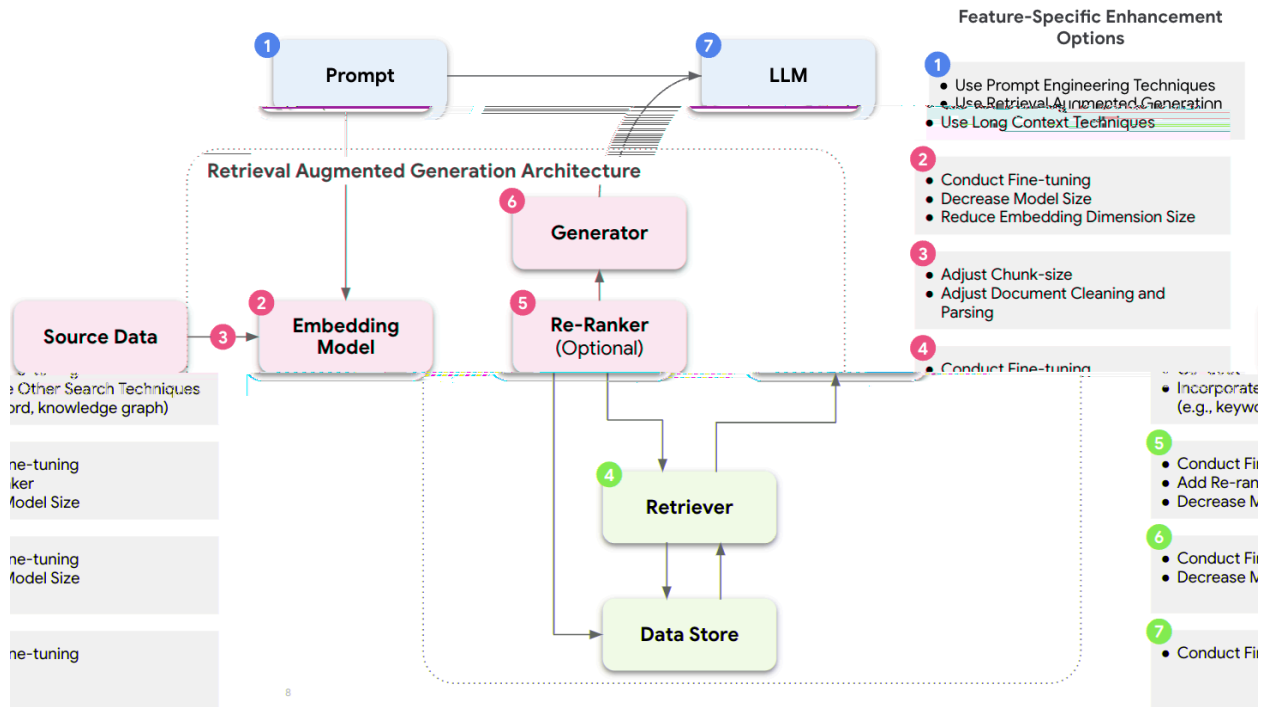 Feature-Specific Enhancement
Options
1
Prompt
7
LLM
1
Use Prompt Engineering Techniques
Use Retrieval Augmented Generation
Use Long Context Techniques
Retrieval Augmented Generation Architecture
2
Conduct Fine-tuning
Decrease Model Size
Reduce Embedding Dimension Size
6
Generator
3
Adjust Chunk-size
Adjust Document Cleaning and
Parsing
Source Data
3
2
Embedding
Model
5
Re-Ranker
(Optional)
4
Conduct Fine-tuning
e Other Search Techniques
ord, knowledge graph)
Incorporate
(e.g., keywo
ne-tuning
ker
Model Size
4
Retriever
5
Conduct Fi
Add Re-ran
Decrease M
ne-tuning
Model Size
6
Conduct Fi
Decrease M
Data Store
ne-tuning
7
Conduct Fi
8